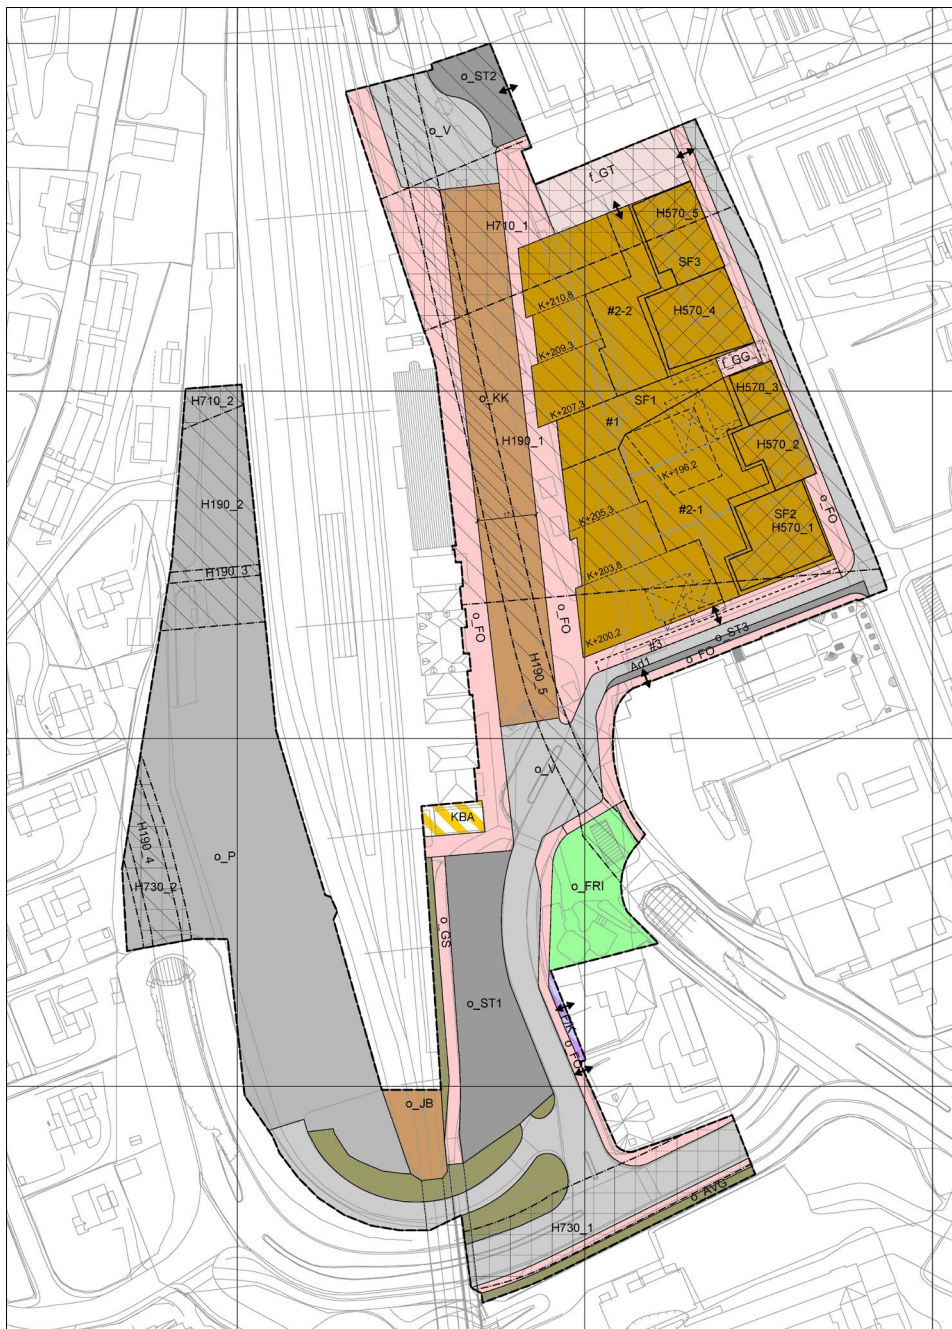 o_ST2
o_V
f_GT
H570_5
H710_1
SF3
K+210,8
#2-2
H570_4
K+209,3
f_GG
H570_3
H710_2
o_KK
K+207,3
SF1
#1
H190_1
H570_2
K+196,2
H190_2
#2-1
SF2
H570_1
o_FO
K+205,3
H190_3
K+203,8
o_FO
o_FO
K+200,2
#3
o_ST3
o_FO
Ad1
H190_5
o_V
KBA
H190_4
o_P
H730_2
o_FRI
o_GS
o_ST1
F/K
o_FO
o_JB
o_AVG
H730_1